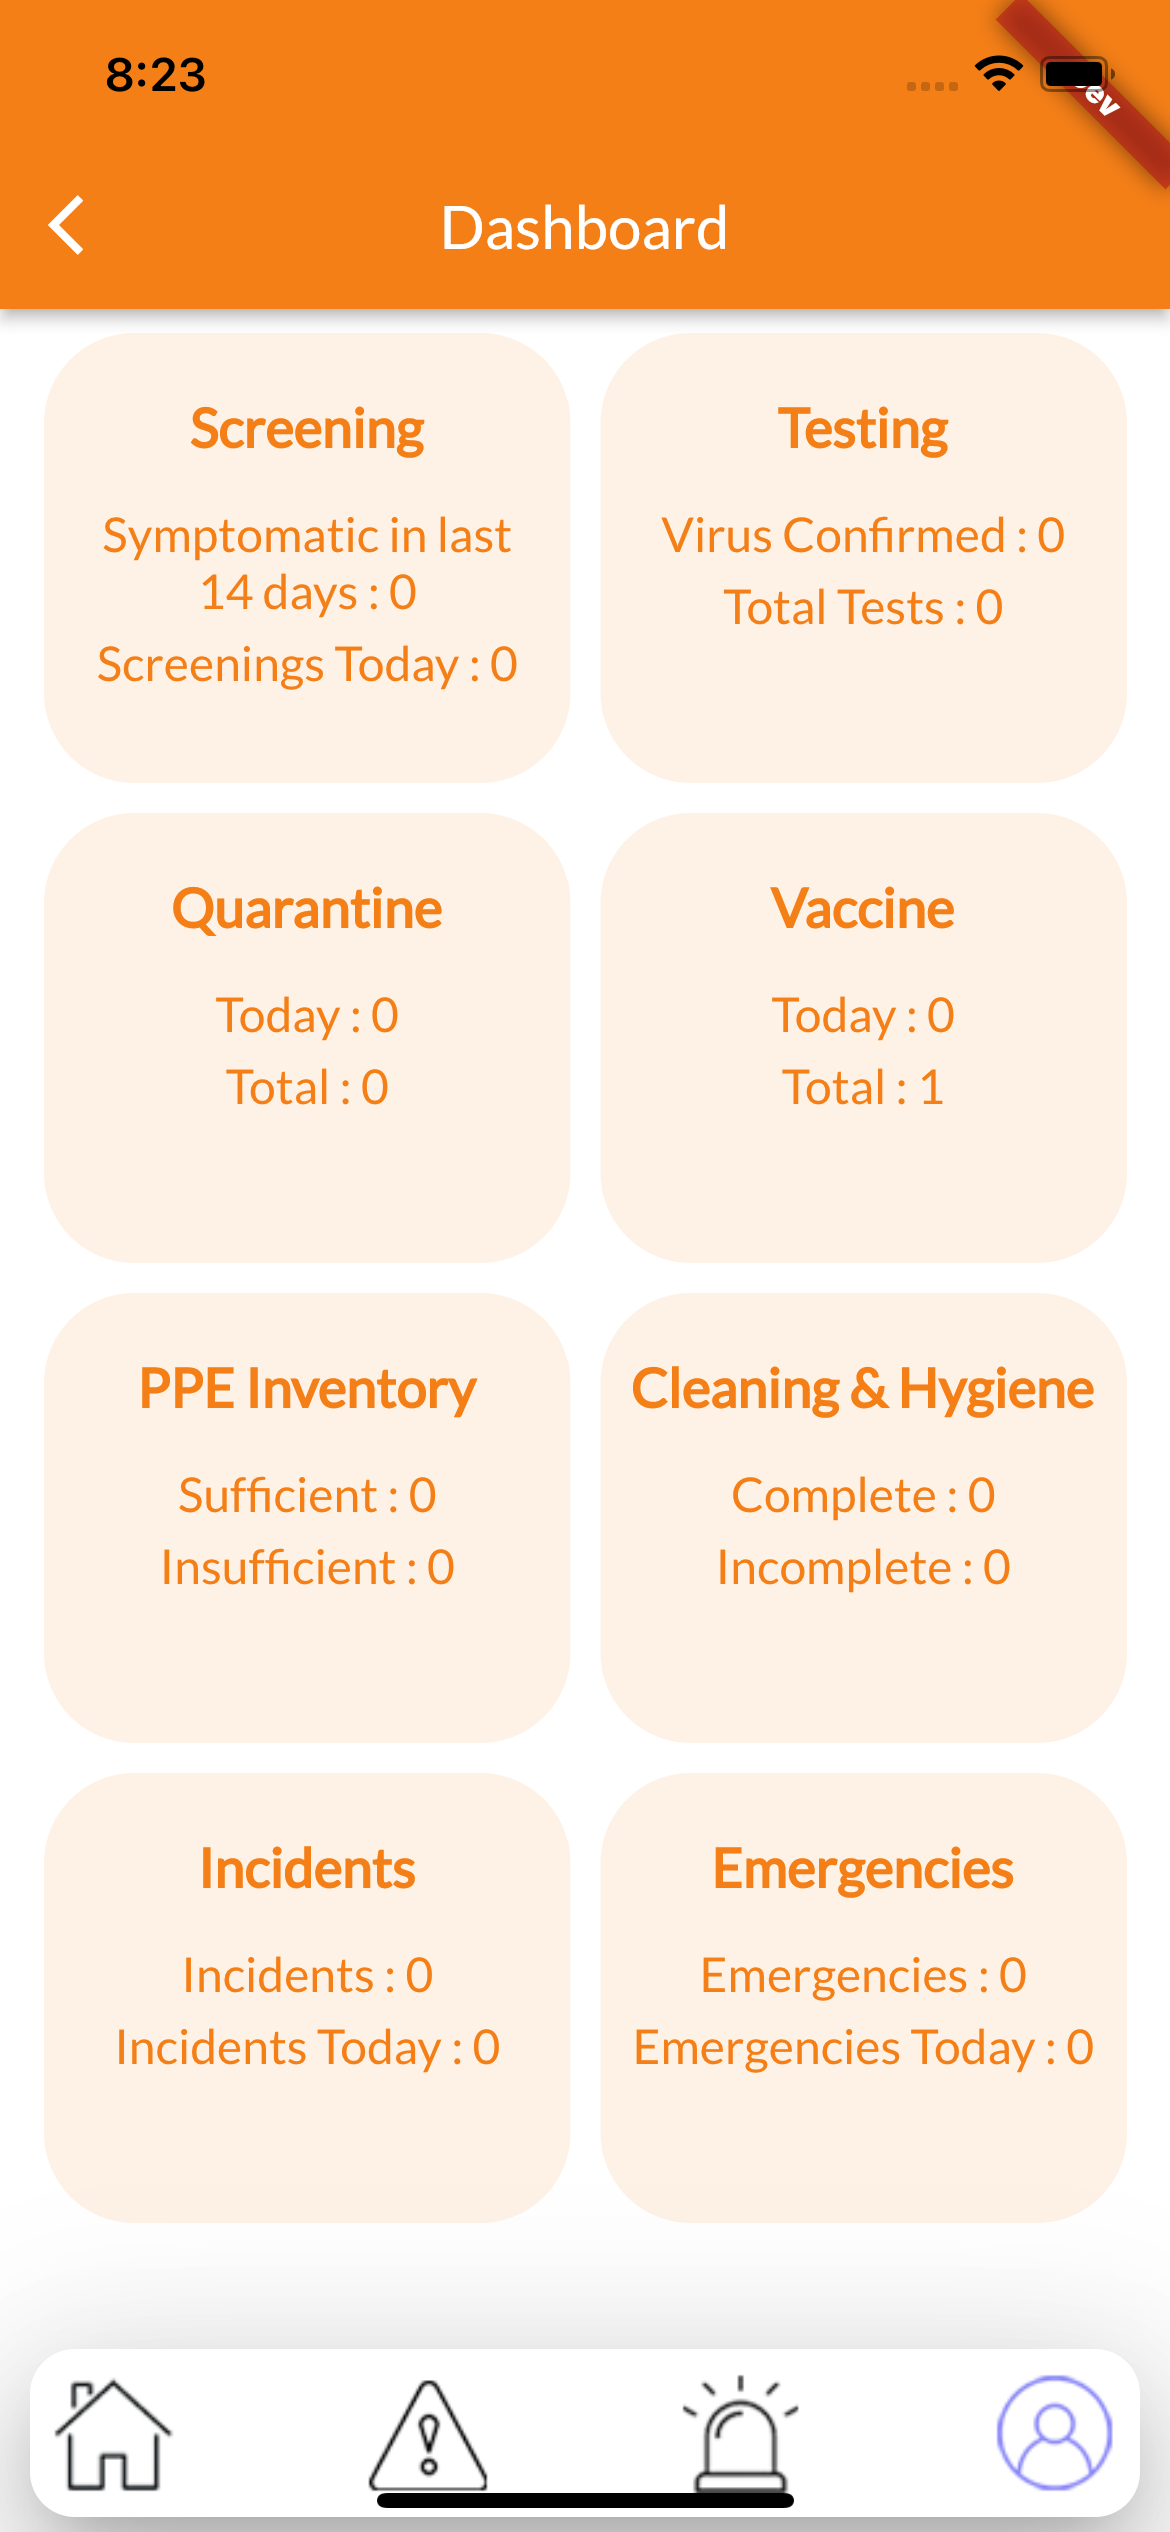 8:23
Dashboard
Screening
Symptomatic in last
14 days : 0
Screenings Today : 0
Testing
Virus Confirmed : 0
Total Tests : 0
Quarantine
Today : 0
Total : 0
Vaccine
Today : 0
Total : 1
PPE Inventory
Sufficient : 0
Insufficient : 0
Cleaning & Hygiene
Complete : 0
Incomplete : 0
Incidents
Incidents : 0
Incidents Today : 0
Emergencies
Emergencies : 0
Emergencies Today : 0